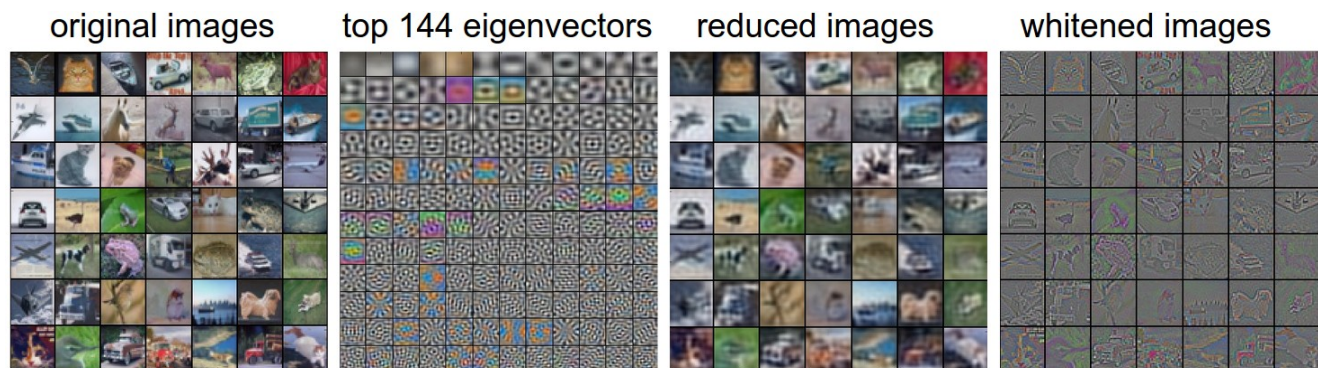 original images
top 144 eigenvectors
reduced images
whitened images